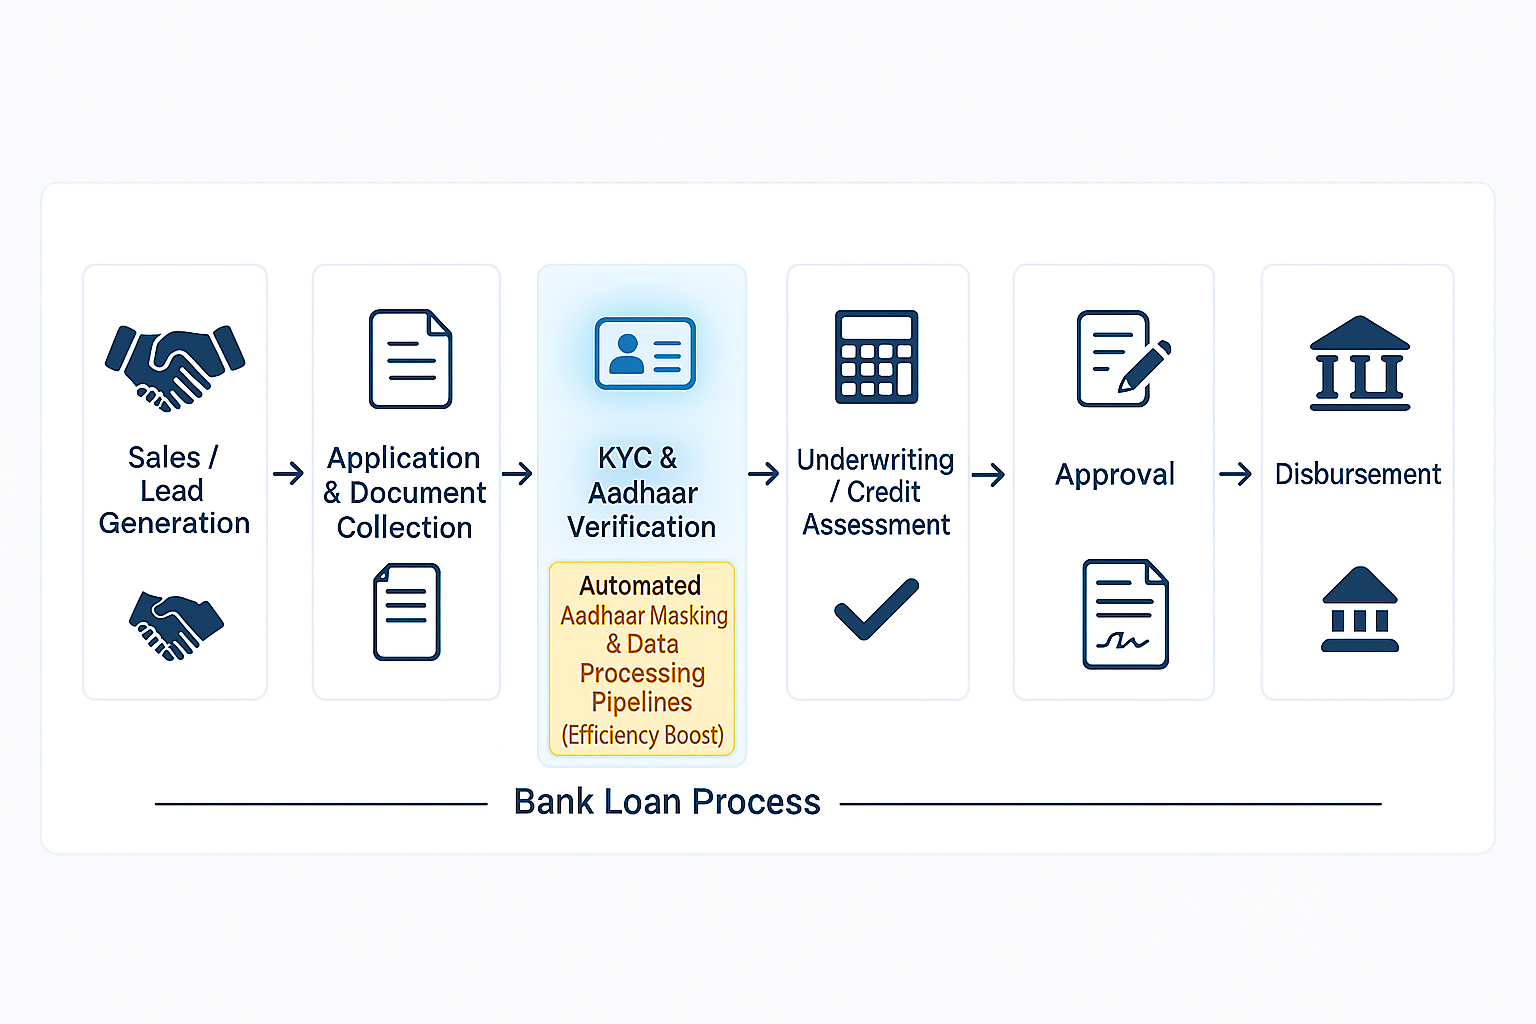 Sales /
Lead
Generation
Application
& Document
Collection
KYC &
Aadhaar
Verification
Automated
Aadhaar Masking
& Data
Processing
Pipelines
(Efficiency Boost)
Underwriting
/ Credit
Assessment
Approval
Disbursement
Bank Loan Process